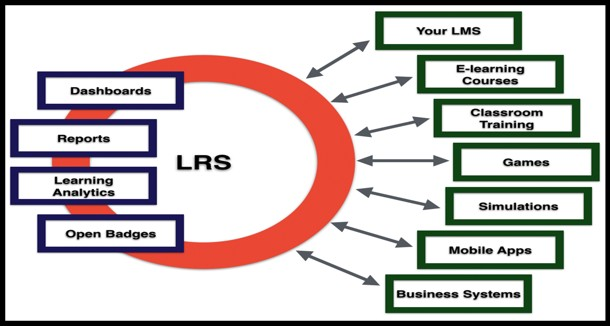 Dashboards
Reports
Learning
Analytics
Open Badges
LRS
Your LMS
E-learning
Courses
Classroom
Training
Games
Simulations
Mobile Apps
Business Systems